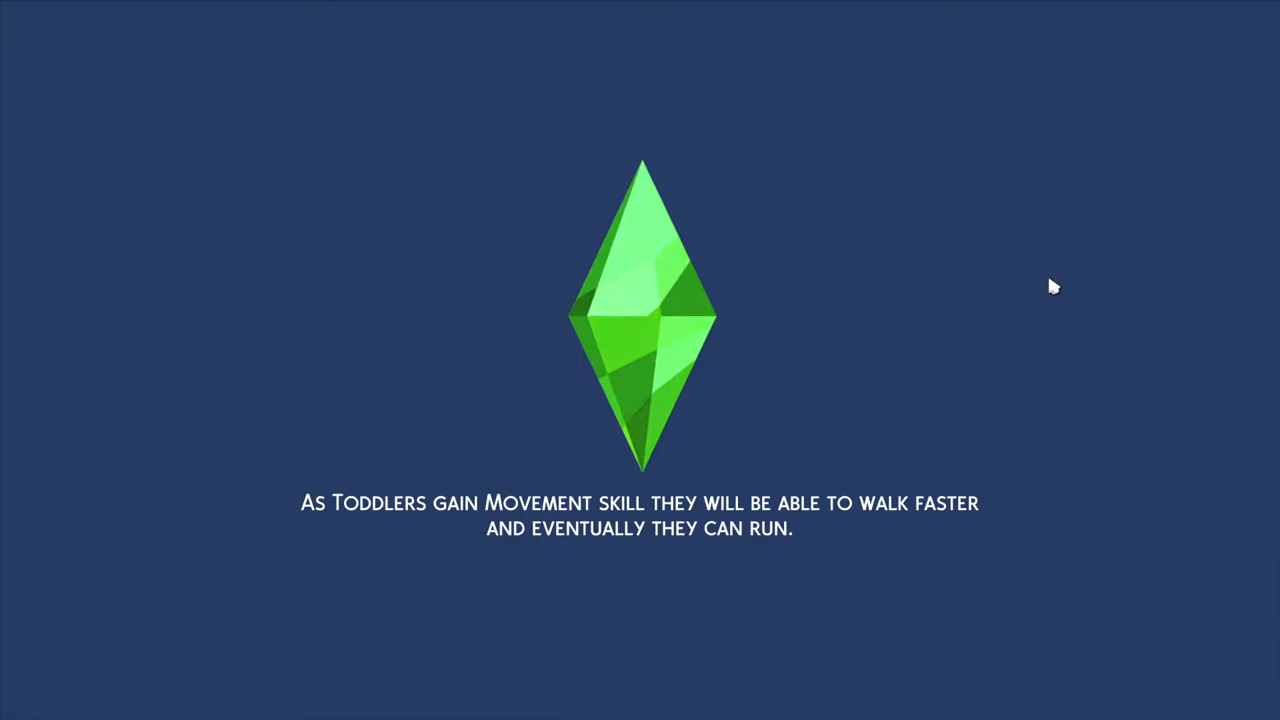 As Toddlers gain Movement skill they will be able to walk faster
and eventually they can run.